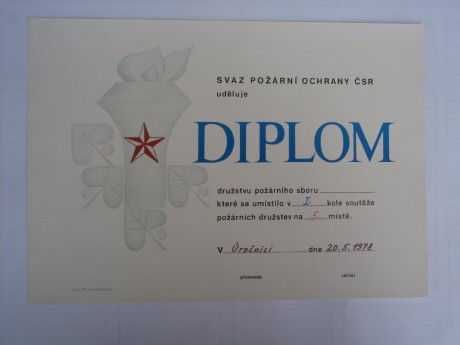 SVAZ POŽÁRNÍ OCHRANY ČSR
uděluje
DIPLOM
družstvu požárního sboru
které se umístilo v I. kole soutěže
požárních družstev na 5. místě.
V Úročnici dne 20.5.1978
předseda velitel